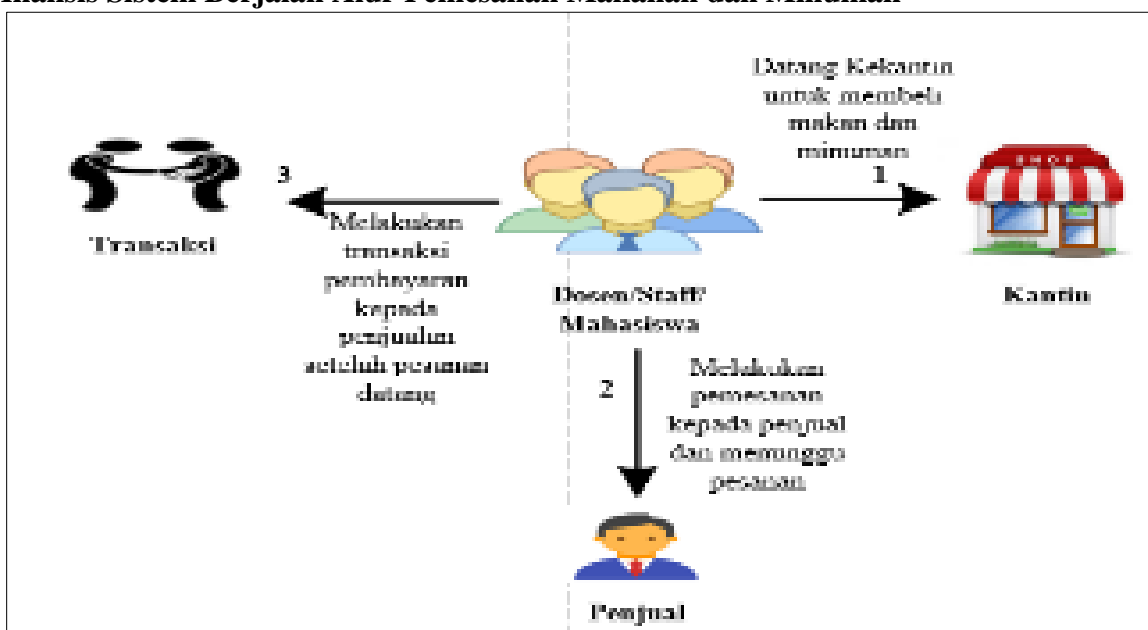 Analisis Sistem Berjalan Alur Pemesanan Makanan dan Minuman
Datang Kekantin
untuk membeli
makan dan
minuman
1
SHOP
Kantin
3
Transaksi
Melakukan
transaksi
pembayaran
kepada
penjualan
setelah pesanan
datang
Dosen/Staff/
Mahasiswa
2
Melakukan
pemesanan
kepada penjual
dan menunggu
pesanan
Penjual